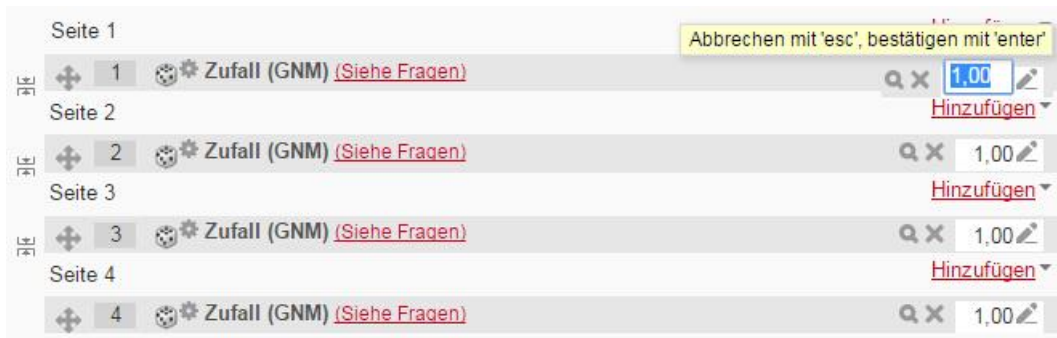 Seite 1
Abbrechen mit 'esc', bestätigen mit 'enter'
1 Zufall (GNM) (Siehe Fragen) 1,00
Seite 2 Hinzufügen
2 Zufall (GNM) (Siehe Fragen) 1,00
Seite 3 Hinzufügen
3 Zufall (GNM) (Siehe Fragen) 1,00
Seite 4 Hinzufügen
4 Zufall (GNM) (Siehe Fragen) 1,00